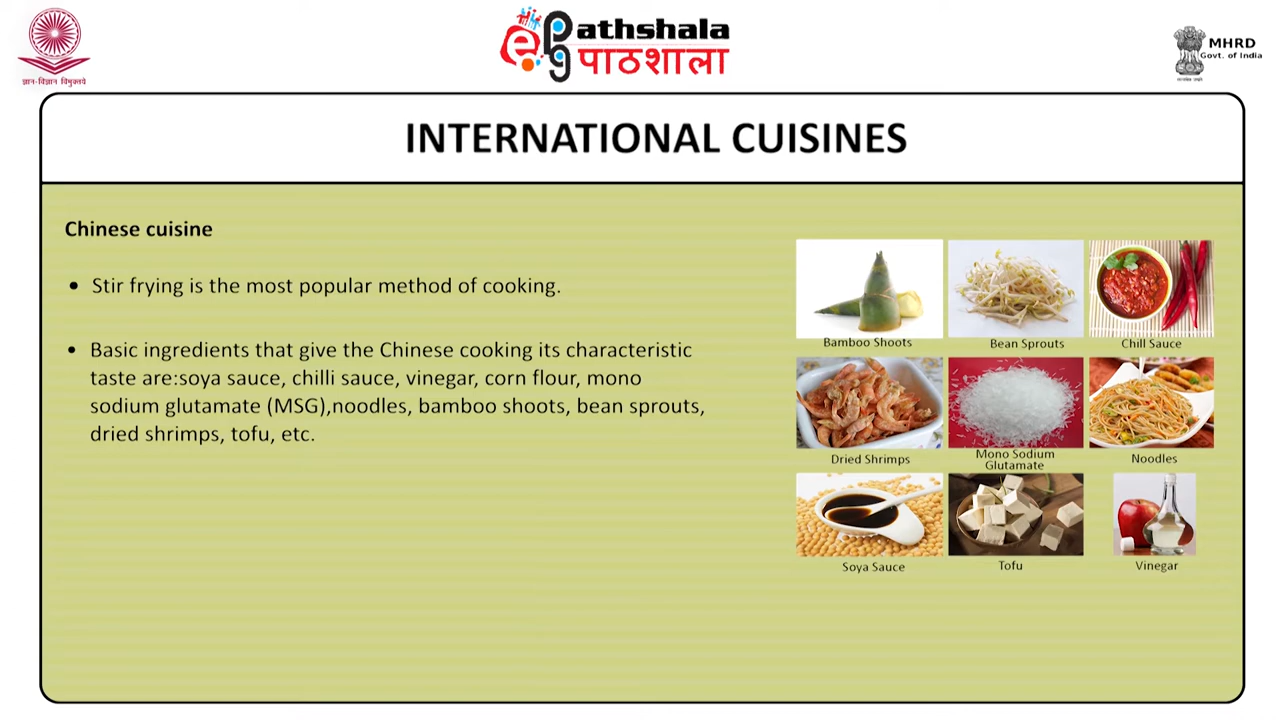 ज्ञान-विज्ञान विमुक्तये
epg
athshala
पाठशाला
MHRD
Govt. of India
INTERNATIONAL CUISINES
Chinese cuisine
• Stir frying is the most popular method of cooking.
• Basic ingredients that give the Chinese cooking its characteristic
taste are:soya sauce, chilli sauce, vinegar, corn flour, mono
sodium glutamate (MSG),noodles, bamboo shoots, bean sprouts,
dried shrimps, tofu, etc.
Bamboo Shoots
Bean Sprouts
Chill Sauce
Dried Shrimps
Mono Sodium
Glutamate
Noodles
Soya Sauce
Tofu
Vinegar